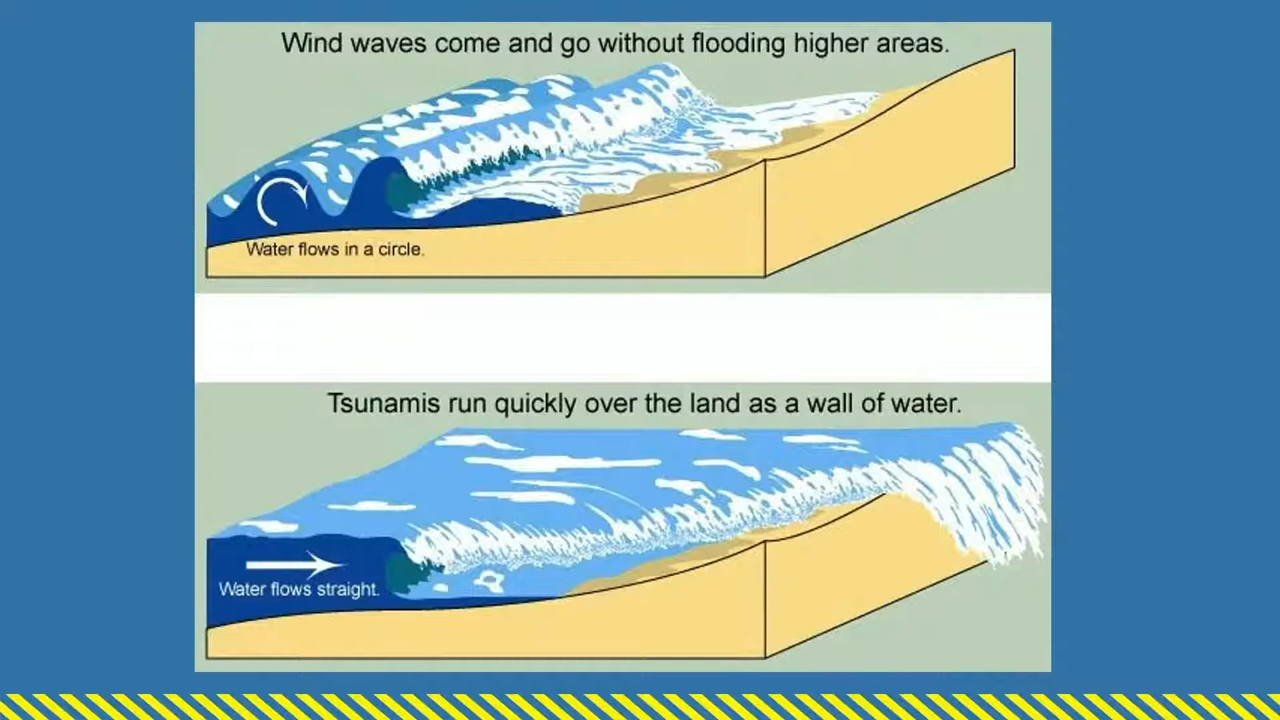 Wind waves come and go without flooding higher areas.
Water flows in a circle.
Tsunamis run quickly over the land as a wall of water.
Water flows straight.